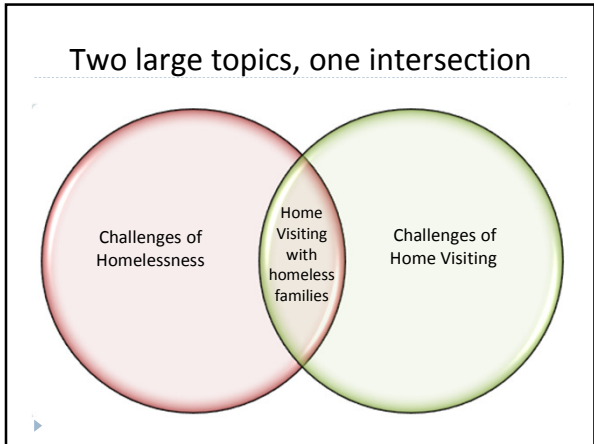 Two large topics, one intersection
Challenges of
Homelessness
Home
Visiting
with
homeless
families
Challenges of
Home Visiting